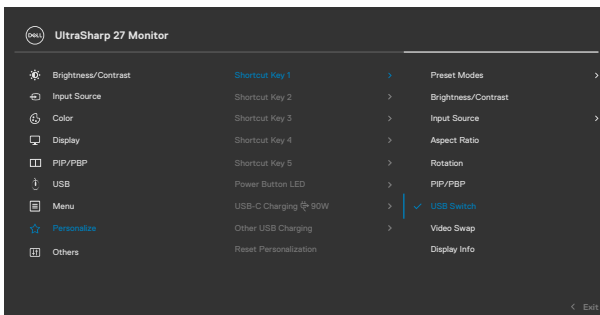 DELL UltraSharp 27 Monitor
Brightness/Contrast Shortcut Key 1 > Preset Modes >
Input Source Shortcut Key 2 > Brightness/Contrast
Color Shortcut Key 3 > Input Source >
Display Shortcut Key 4 > Aspect Ratio
PIP/PBP Shortcut Key 5 > Rotation
USB Power Button LED > PIP/PBP
Menu USB-C Charging 90W > ✓ USB Switch
Personalize Other USB Charging > Video Swap
Others Reset Personalization Display Info
< Exit